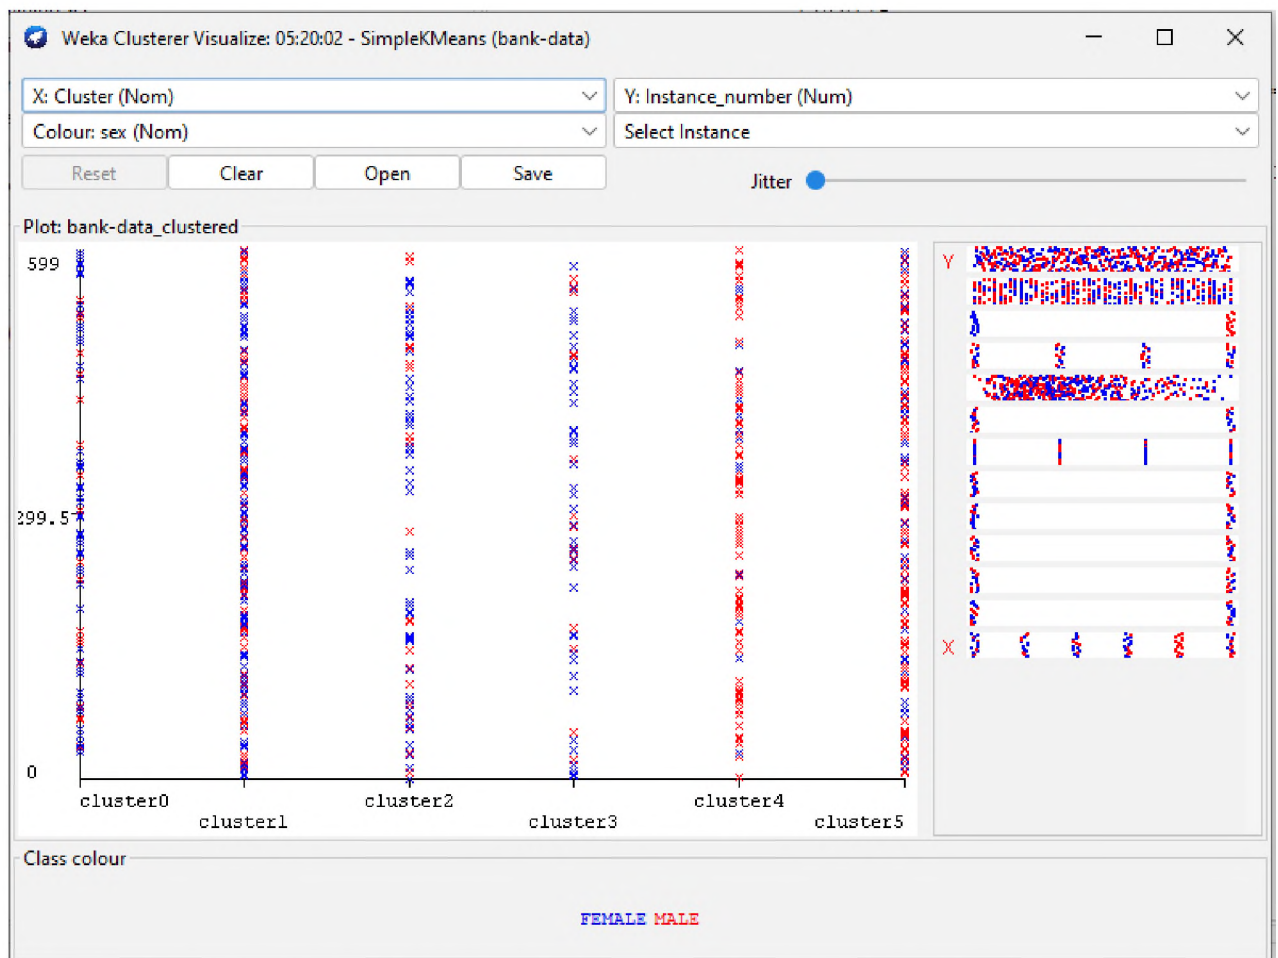 Weka Clusterer Visualize: 05:20:02 - SimpleKMeans (bank-data)
X: Cluster (Nom)
Y: Instance_number (Num)
Colour: sex (Nom)
Select Instance
Reset
Clear
Open
Save
Jitter
Plot: bank-data_clustered
599
299.5
0
cluster0
cluster1
cluster2
cluster3
cluster4
cluster5
Y
X
Class colour
FEMALE MALE